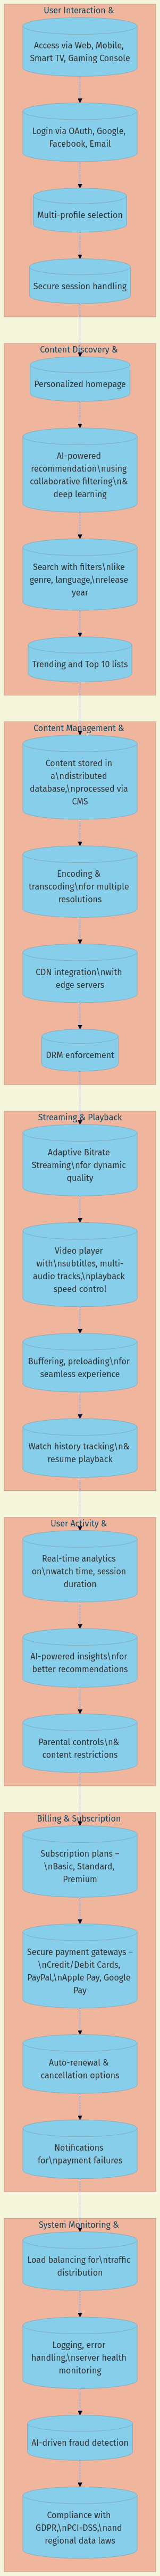 User Interaction &
Access via Web, Mobile,
Smart TV, Gaming Console
Login via OAuth, Google,
Facebook, Email
Multi-profile selection
Secure session handling
Content Discovery &
Personalized homepage
AI-powered
recommendation\nusing
collaborative filtering\n&
deep learning
Search with filters\nlike
genre, language,\nrelease
year
Trending and Top 10 lists
Content Management &
Content stored in
a\ndistributed
database,\nprocessed via
CMS
Encoding &
transcoding\nfor multiple
resolutions
CDN integration\nwith
edge servers
DRM enforcement
Streaming & Playback
Adaptive Bitrate
Streaming\nfor dynamic
quality
Video player
with\nsubtitles, multi-
audio tracks,\nplayback
speed control
Buffering, preloading\nfor
seamless experience
Watch history tracking\n&
resume playback
User Activity &
Real-time analytics
on\nwatch time, session
duration
AI-powered insights\nfor
better recommendations
Parental controls\n&
content restrictions
Billing & Subscription
Subscription plans –
\nBasic, Standard,
Premium
Secure payment gateways –
\nCredit/Debit Cards,
PayPal,\nApple Pay, Google
Pay
Auto-renewal &
cancellation options
Notifications
for\npayment failures
System Monitoring &
Load balancing for\ntraffic
distribution
Logging, error
handling,\nserver health
monitoring
AI-driven fraud detection
Compliance with
GDPR,\nPCI-DSS,\nand
regional data laws